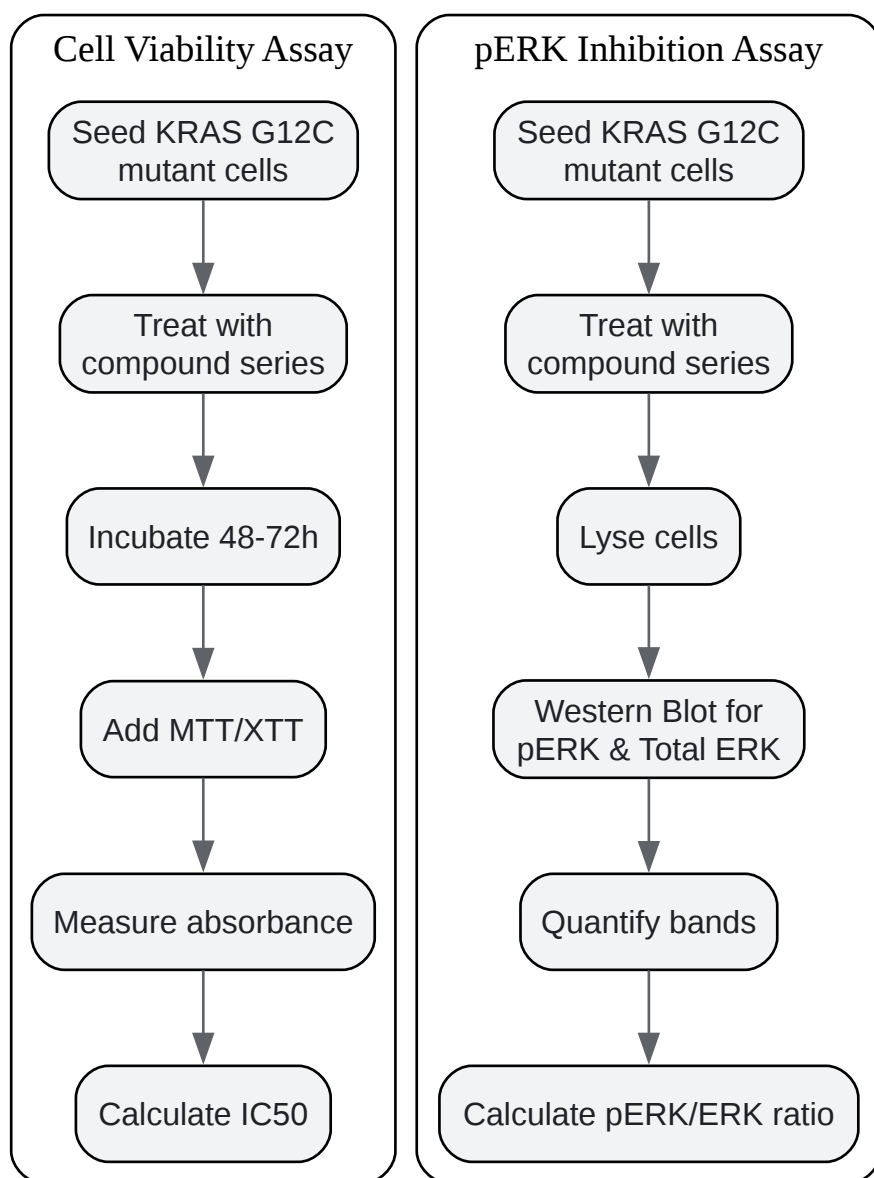 Cell Viability Assay
Seed KRAS G12C
mutant cells
Treat with
compound series
Incubate 48-72h
Add MTT/XTT
Measure absorbance
Calculate IC50
pERK Inhibition Assay
Seed KRAS G12C
mutant cells
Treat with
compound series
Lyse cells
Western Blot for
pERK & Total ERK
Quantify bands
Calculate pERK/ERK ratio